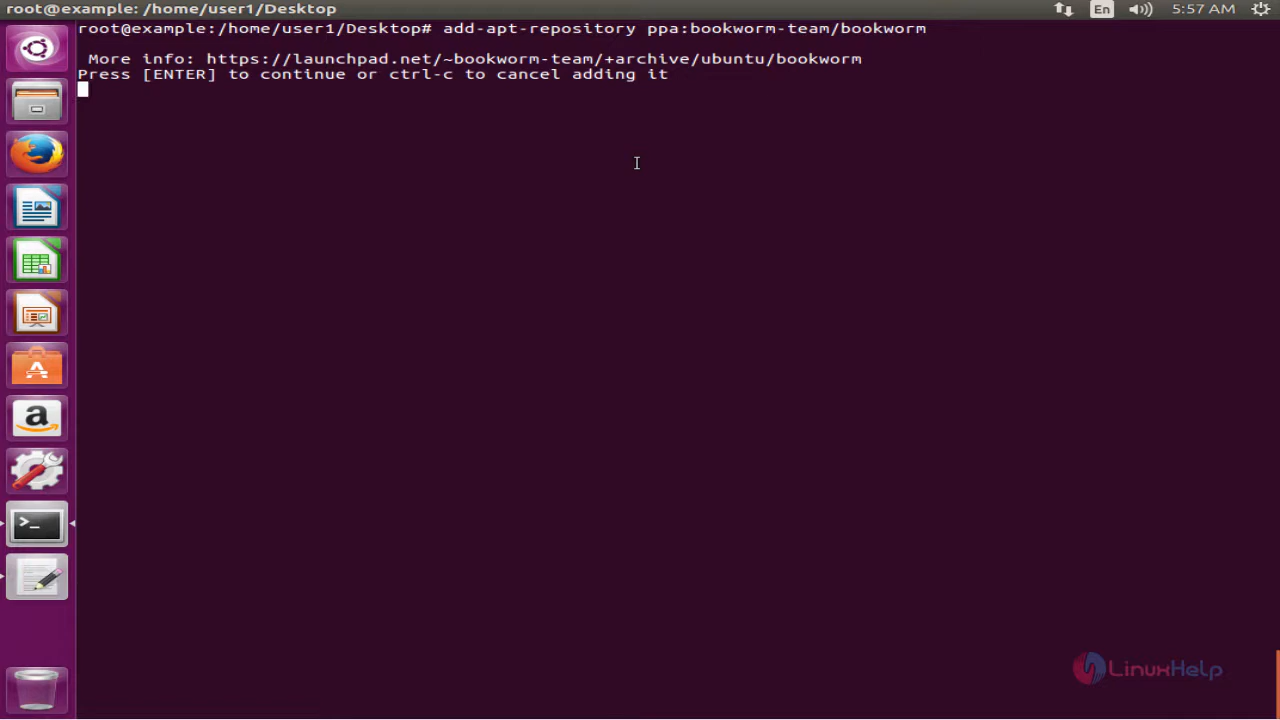 root@example: /home/user1/Desktop
En
5:57 AM
root@example:/home/user1/Desktop# add-apt-repository ppa:bookworm-team/bookworm
More info: https://launchpad.net/~bookworm-team/+archive/ubuntu/bookworm
Press [ENTER] to continue or ctrl-c to cancel adding it
LinuxHelp